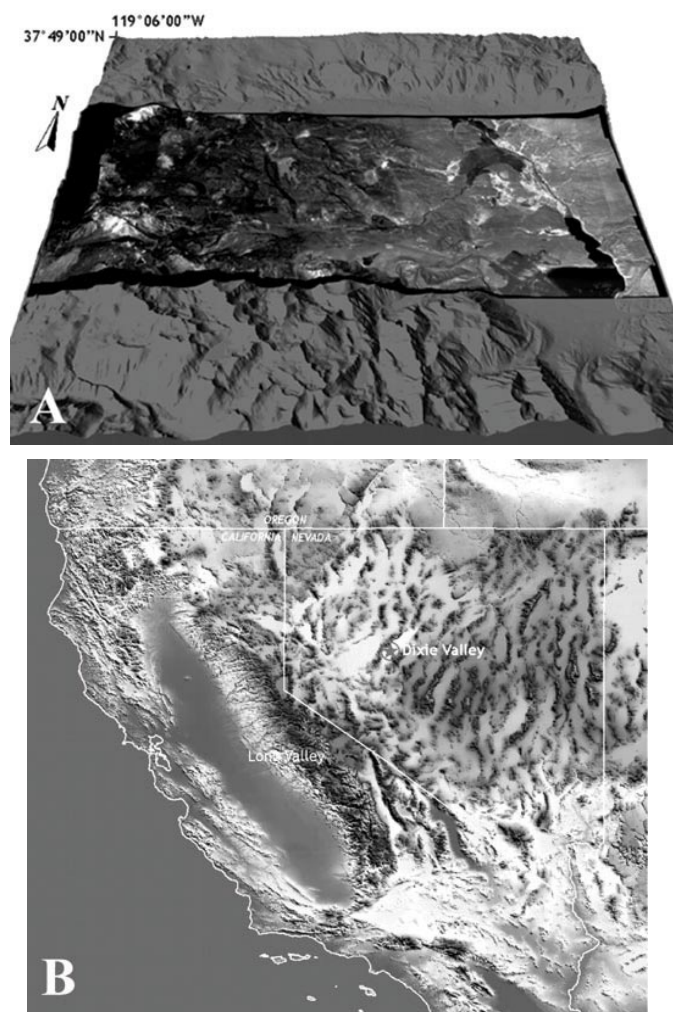 119°06'00"W
37°49'00"N
N
A
OREGON
CALIFORNIA NEVADA
Dixie Valley
Long Valley
B